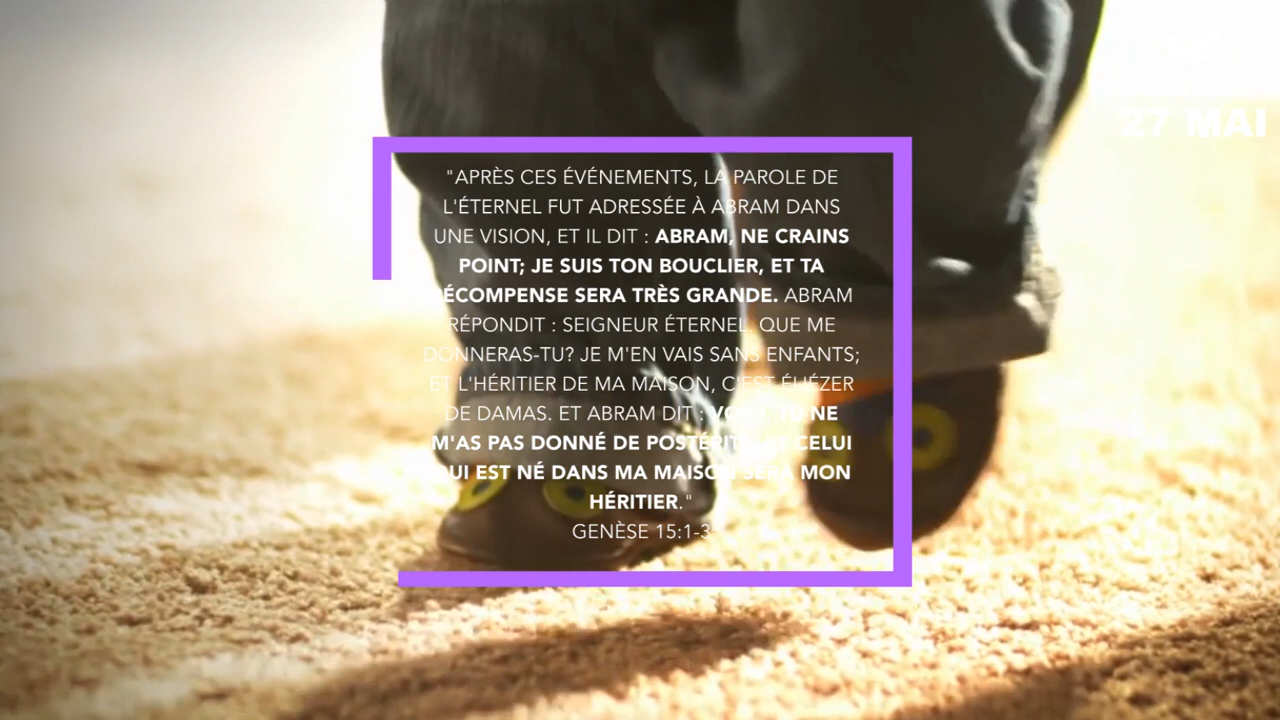 27 MAI
"APRÈS CES ÉVÉNEMENTS, LA PAROLE DE
L'ÉTERNEL FUT ADRESSÉE À ABRAM DANS
UNE VISION, ET IL DIT : ABRAM, NE CRAINS
POINT; JE SUIS TON BOUCLIER, ET TA
RÉCOMPENSE SERA TRÈS GRANDE. ABRAM
RÉPONDIT : SEIGNEUR ÉTERNEL, QUE ME
DONNERAS-TU? JE M'EN VAIS SANS ENFANTS;
ET L'HÉRITIER DE MA MAISON, C'EST ÉLIÉZER
DE DAMAS. ET ABRAM DIT : VOICI, TU NE
M'AS PAS DONNÉ DE POSTÉRITÉ, ET CELUI
QUI EST NÉ DANS MA MAISON SERA MON
HÉRITIER."
GENÈSE 15:1-3